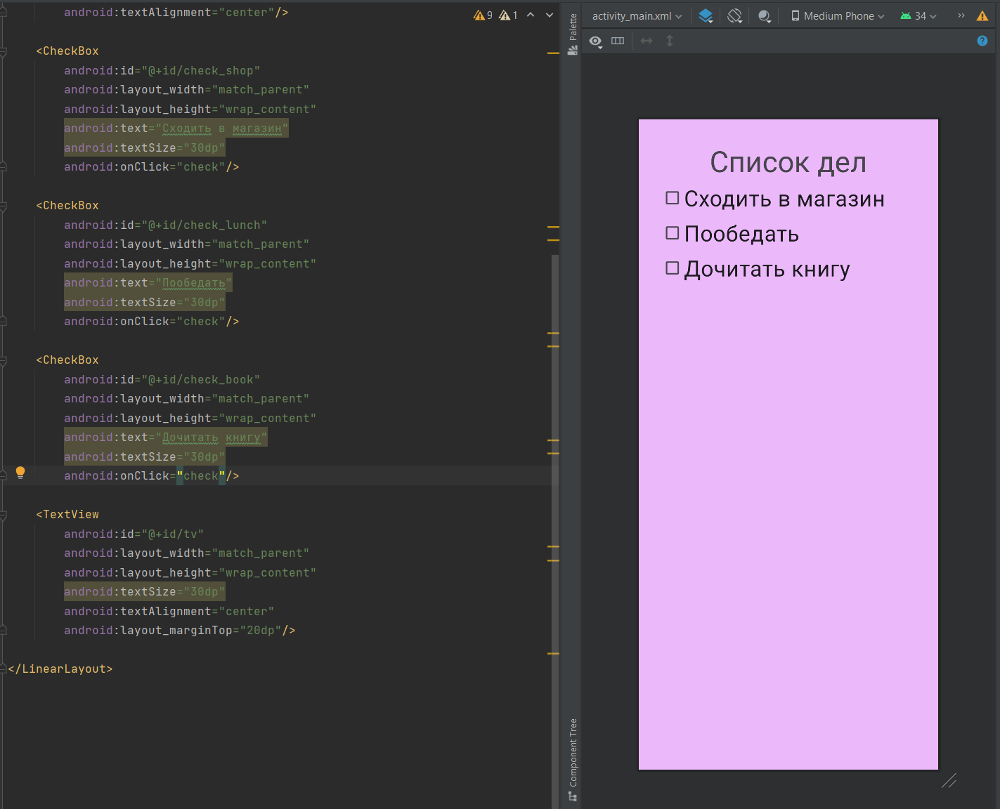 android:textAlignment="center"/>
9 1
<CheckBox
android:id="@+id/check_shop"
android:layout_width="match_parent"
android:layout_height="wrap_content"
android:text="Сходить в магазин"
android:textSize="30dp"
android:onClick="check"/>
<CheckBox
android:id="@+id/check_lunch"
android:layout_width="match_parent"
android:layout_height="wrap_content"
android:text="Пообедать"
android:textSize="30dp"
android:onClick="check"/>
<CheckBox
android:id="@+id/check_book"
android:layout_width="match_parent"
android:layout_height="wrap_content"
android:text="Дочитать книгу"
android:textSize="30dp"
android:onClick="check"/>
<TextView
android:id="@+id/tv"
android:layout_width="match_parent"
android:layout_height="wrap_content"
android:textSize="30dp"
android:textAlignment="center"
android:layout_marginTop="20dp"/>
</LinearLayout>
Palette
Component Tree
activity_main.xml Medium Phone 34 »
?
Список дел
Сходить в магазин
Пообедать
Дочитать книгу